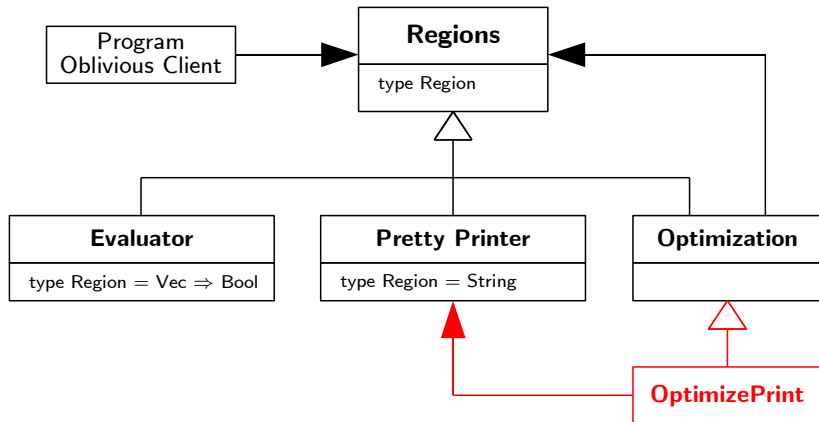 Program
Oblivious Client
Regions
type Region
Evaluator
type Region = Vec ⇒ Bool
Pretty Printer
type Region = String
Optimization
OptimizePrint